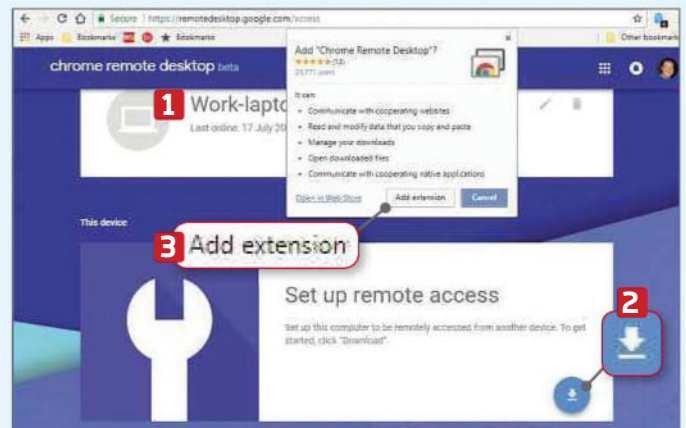 Secure https://remotedesktop.google.com/access
Apps Bookmarks Bookmarks Other bookmark
chrome remote desktop beta
Add "Chrome Remote Desktop"?
users
It can:
• Communicate with cooperating websites
• Read and modify data that you copy and paste
• Manage your downloads
• Open downloaded files
• Communicate with cooperating native applications
Open in Web Store Add extension Cancel
1 Work-lapto
Last online: 17 July 20
This device
3 Add extension
Set up remote access
2
Set up this computer to be remotely accessed from another device. To get
started, click "Download".